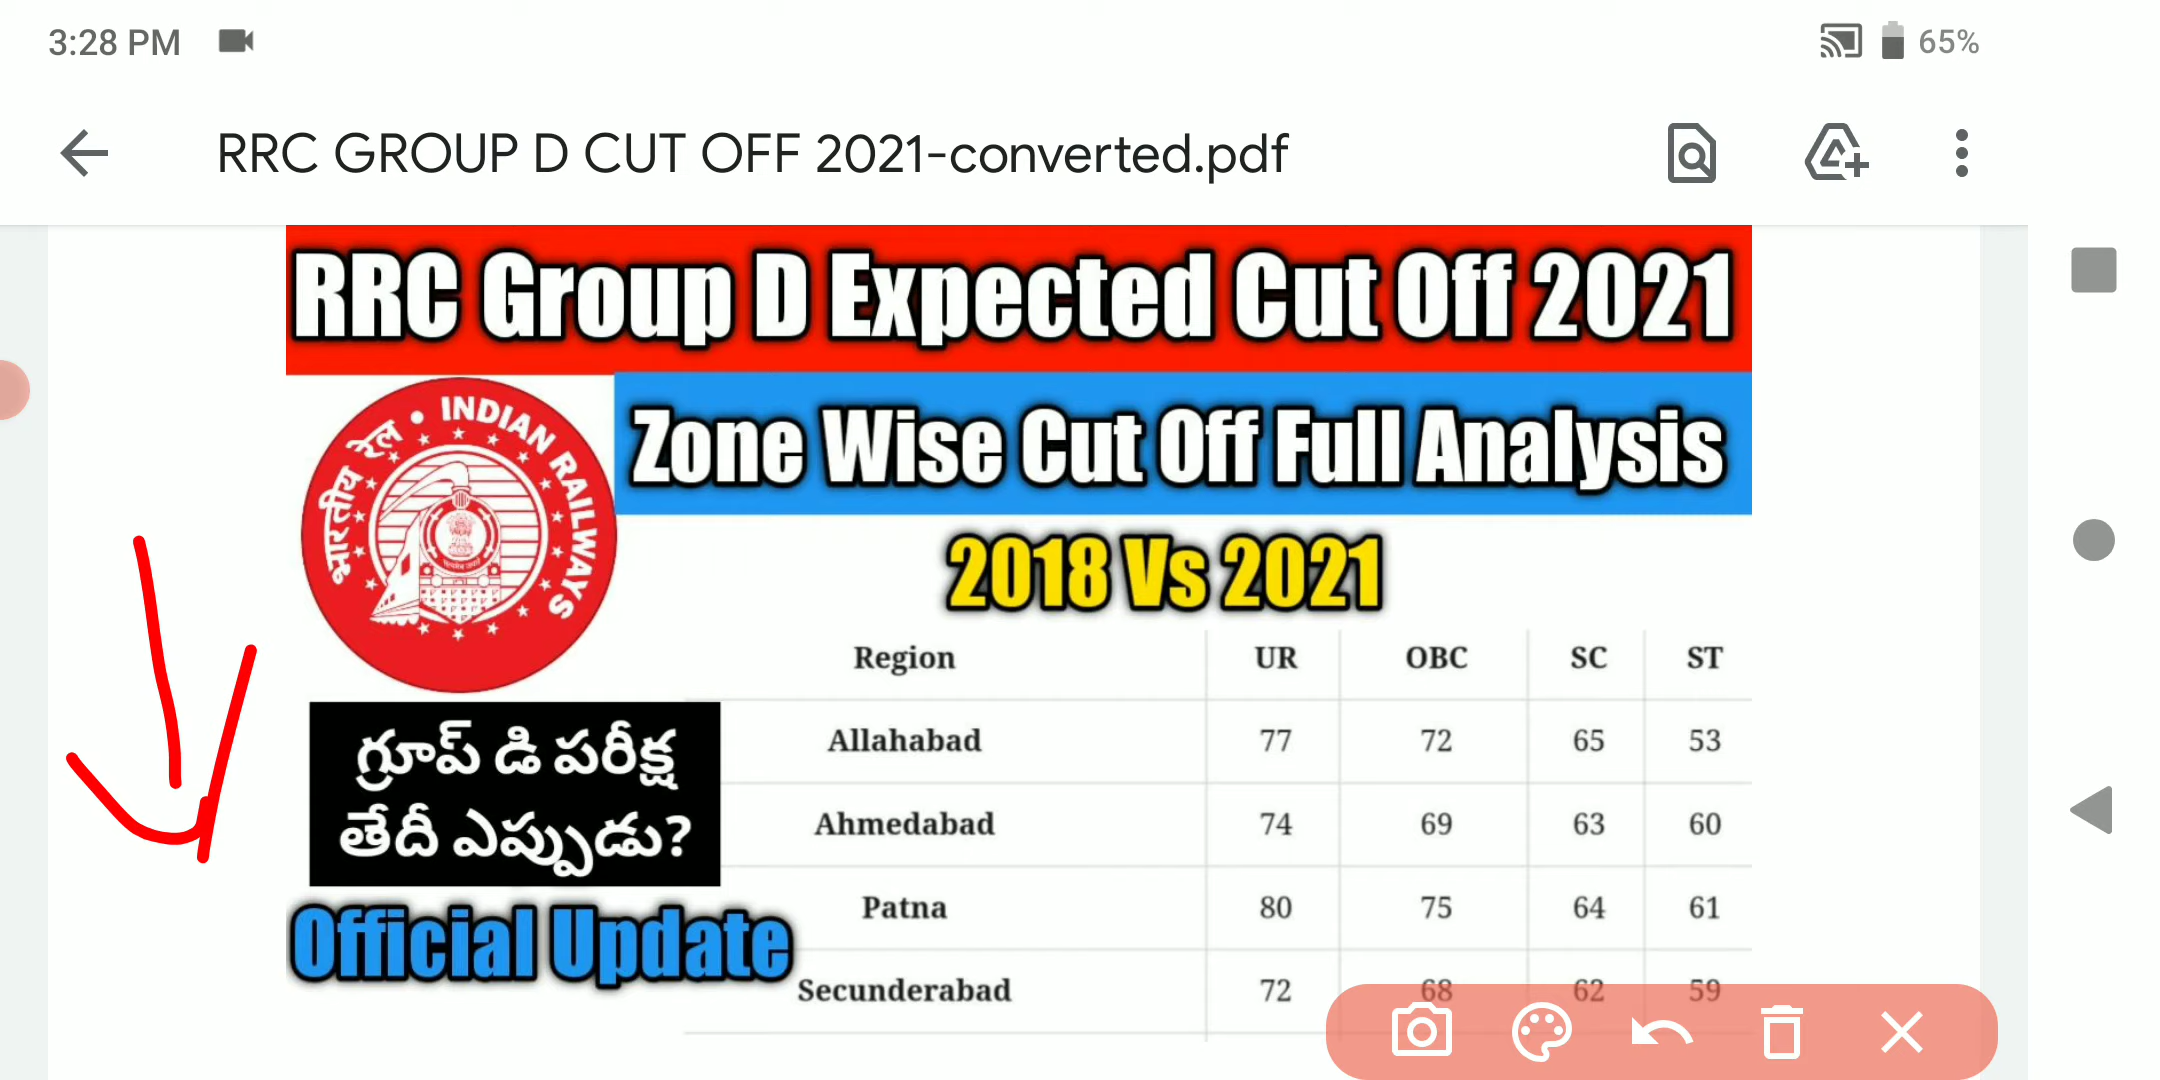 3:28 PM
65%
RRC GROUP D CUT OFF 2021-converted.pdf
RRC Group D Expected Cut Off 2021
भारतीय रेल • INDIAN RAILWAYS
Zone Wise Cut Off Full Analysis
2018 Vs 2021
గ్రూప్ డి పరీక్ష
తేదీ ఎప్పుడు?
Official Update
Region UR OBC SC ST
Allahabad 77 72 65 53
Ahmedabad 74 69 63 60
Patna 80 75 64 61
Secunderabad 72 68 62 59